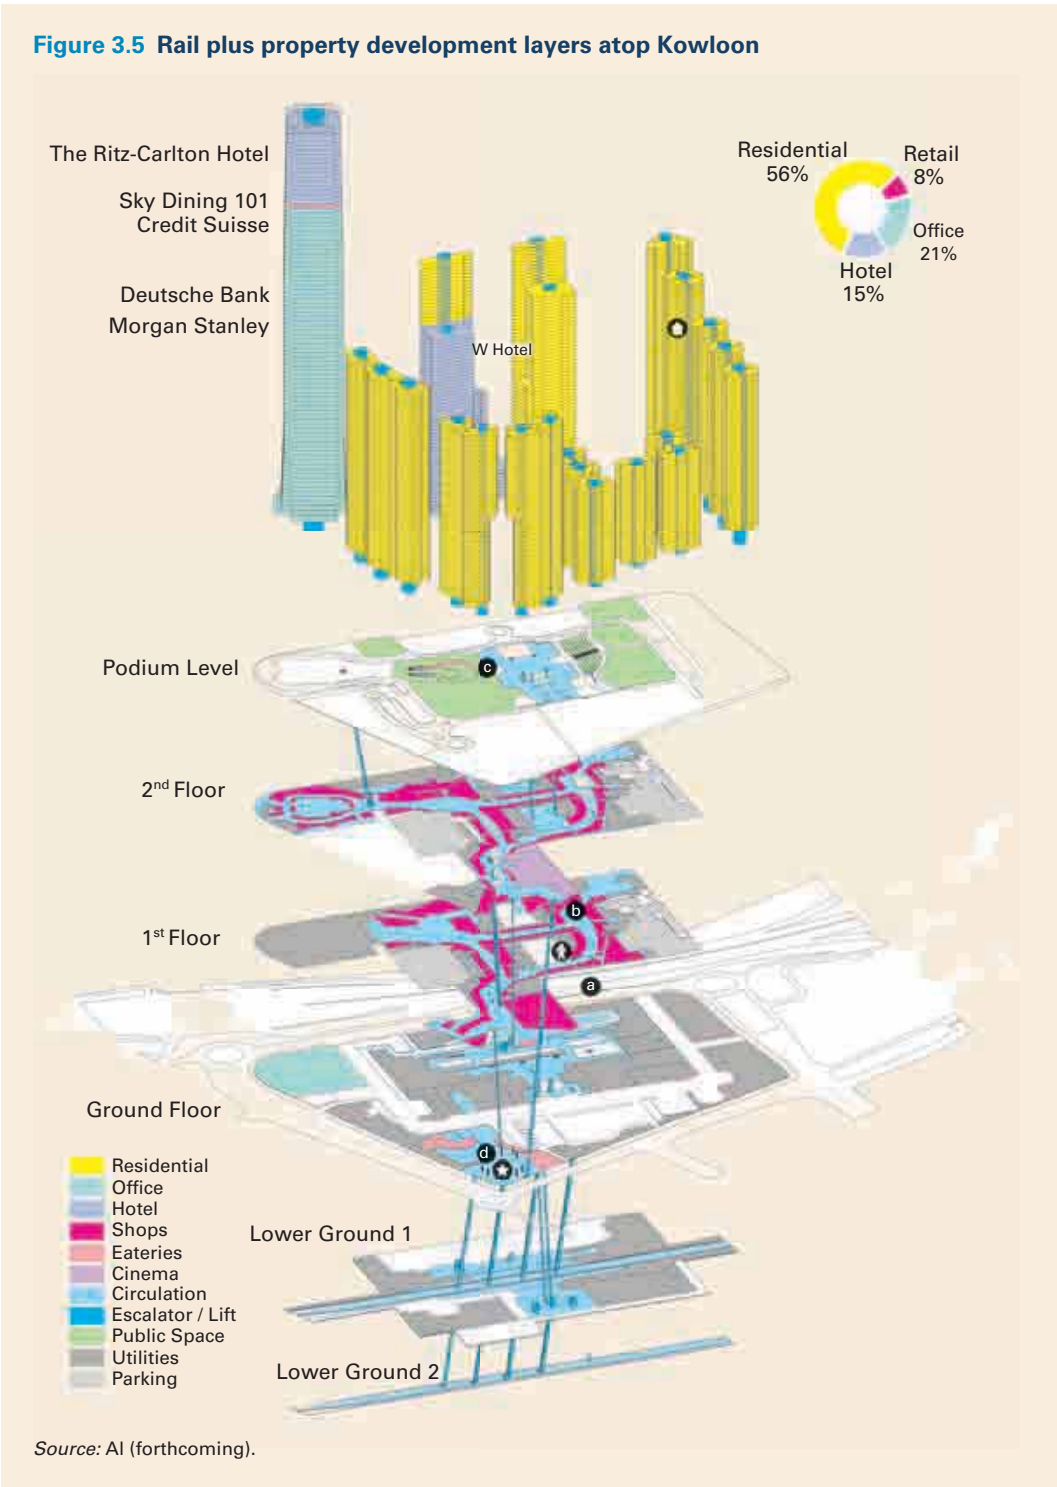 Figure 3.5 Rail plus property development layers atop Kowloon
The Ritz-Carlton Hotel
Sky Dining 101
Credit Suisse
Deutsche Bank
Morgan Stanley
W Hotel
Residential
56%
Retail
8%
Office
21%
Hotel
15%
Podium Level
c
2nd Floor
b
1st Floor
a
Ground Floor
d
Residential
Office
Hotel
Shops
Eateries
Cinema
Circulation
Escalator / Lift
Public Space
Utilities
Parking
Lower Ground 1
Lower Ground 2
Source: Al (forthcoming).